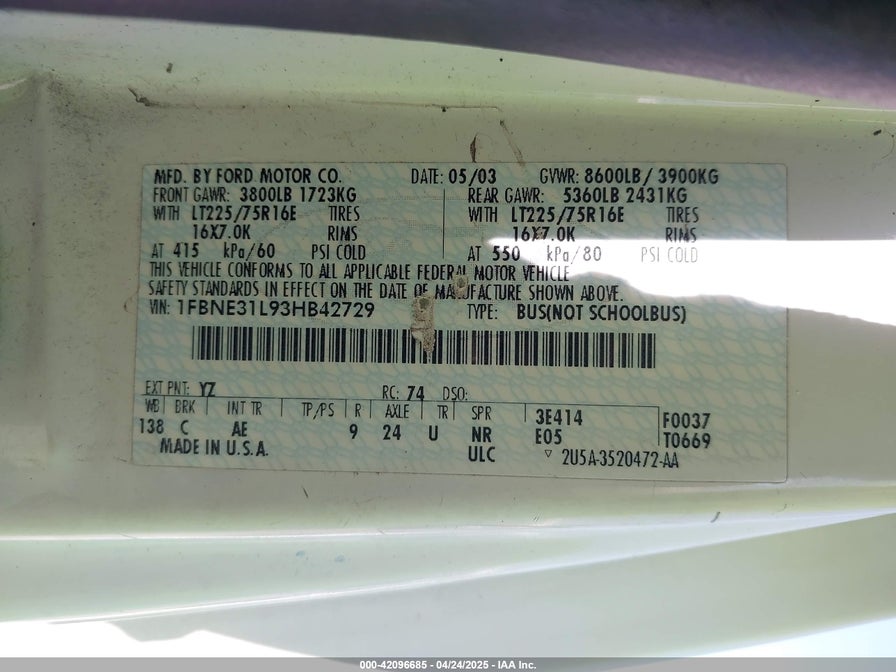 MFD. BY FORD MOTOR CO. DATE: 05/03 GVWR: 8600LB/ 3900KG
FRONT GAWR: 3800LB 1723KG REAR GAWR: 5360LB 2431KG
WITH LT225/75R16E TIRES WITH LT225/75R16E TIRES
16X7.0K RIMS 16X7.0K RIMS
AT 415 kPa/60 PSI COLD AT 550 kPa/80 PSI COLD
THIS VEHICLE CONFORMS TO ALL APPLICABLE FEDERAL MOTOR VEHICLE
SAFETY STANDARDS IN EFFECT ON THE DATE OF MANUFACTURE SHOWN ABOVE.
VIN: 1FBNE31L93HB42729 TYPE: BUS(NOT SCHOOLBUS)
EXT PNT: YZ RC: 74 DSO:
WB BRK INT TR TP/PS R AXLE TR SPR 3E414 F0037
138 C AE 9 24 U NR E05 T0669
MADE IN U.S.A. ULC 2U5A-3520472-AA
000-42096685 - 04/24/2025 - IAA Inc.